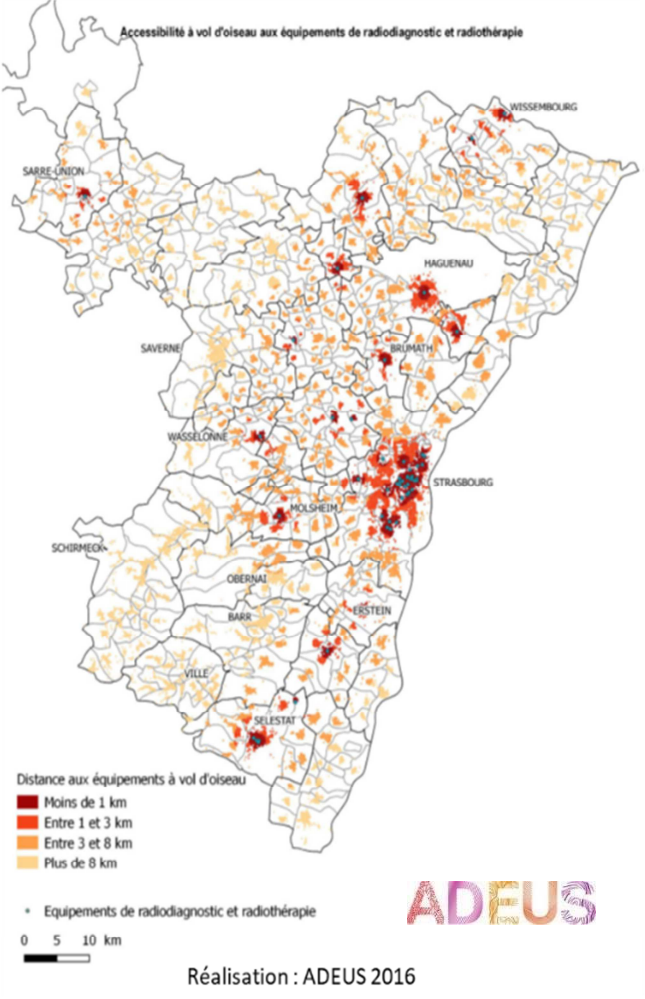 Accessibilité à vol d'oiseau aux équipements de radiodiagnostic et radiothérapie
WISSEMBOURG
SARRE-UNION
HAGUENAU
SAVERNE
BRUMATH
WASSELONNE
STRASBOURG
MOLSHEIM
SCHIRMECK
OBERNAI
BARR
ERSTEIN
VILLE
SELESTAT
Distance aux équipements à vol d'oiseau
Moins de 1 km
Entre 1 et 3 km
Entre 3 et 8 km
Plus de 8 km
Equipements de radiodiagnostic et radiothérapie
0 5 10 km
ADEUS
Réalisation : ADEUS 2016